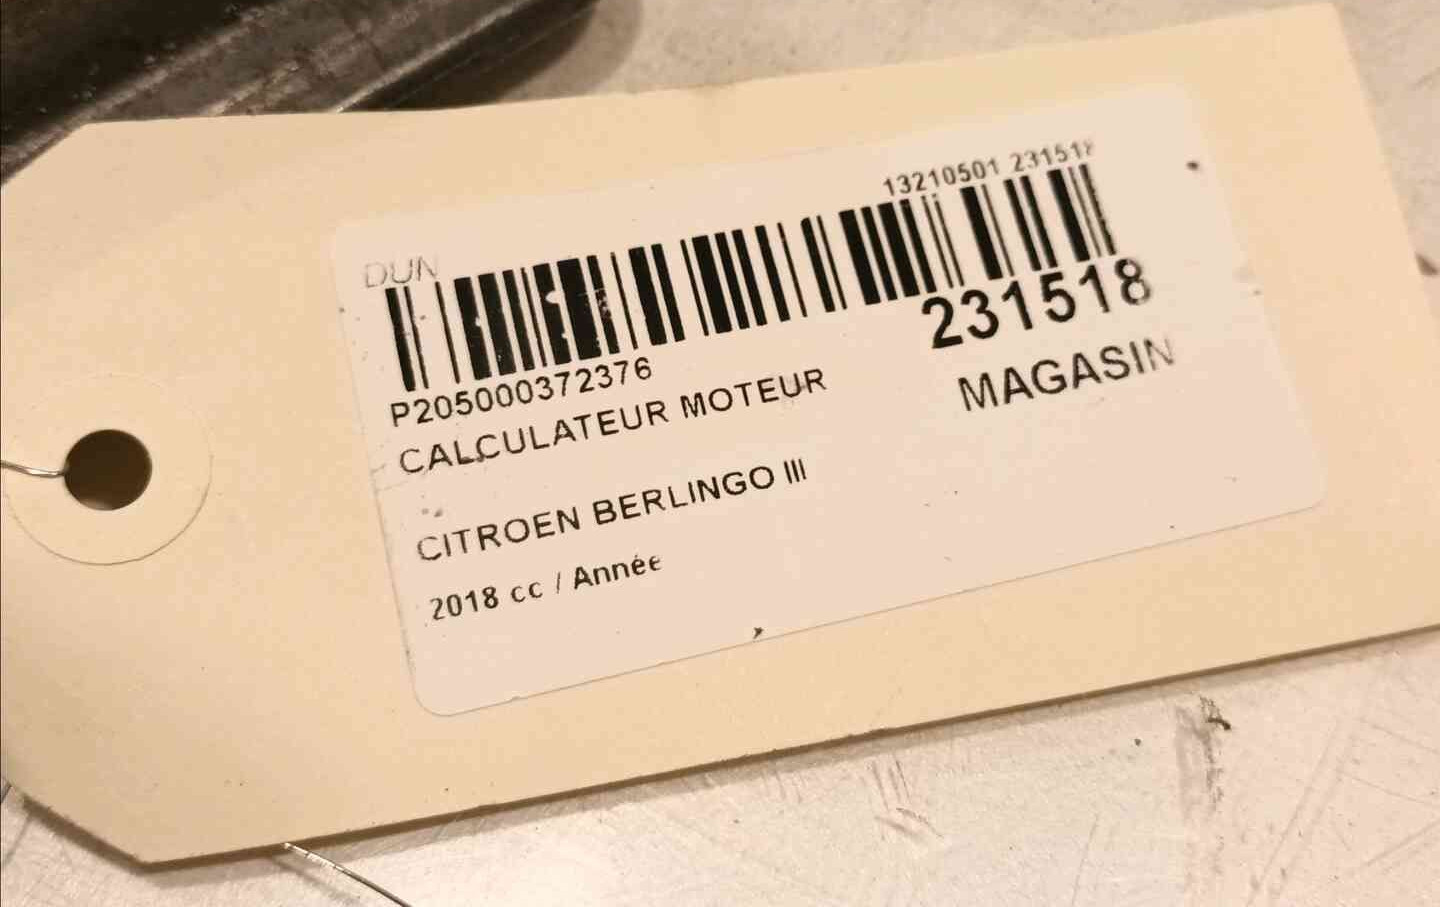 13210501 231518
DUN
231518
P205000372376
MAGASIN
CALCULATEUR MOTEUR
CITROEN BERLINGO III
2018 cc / Année